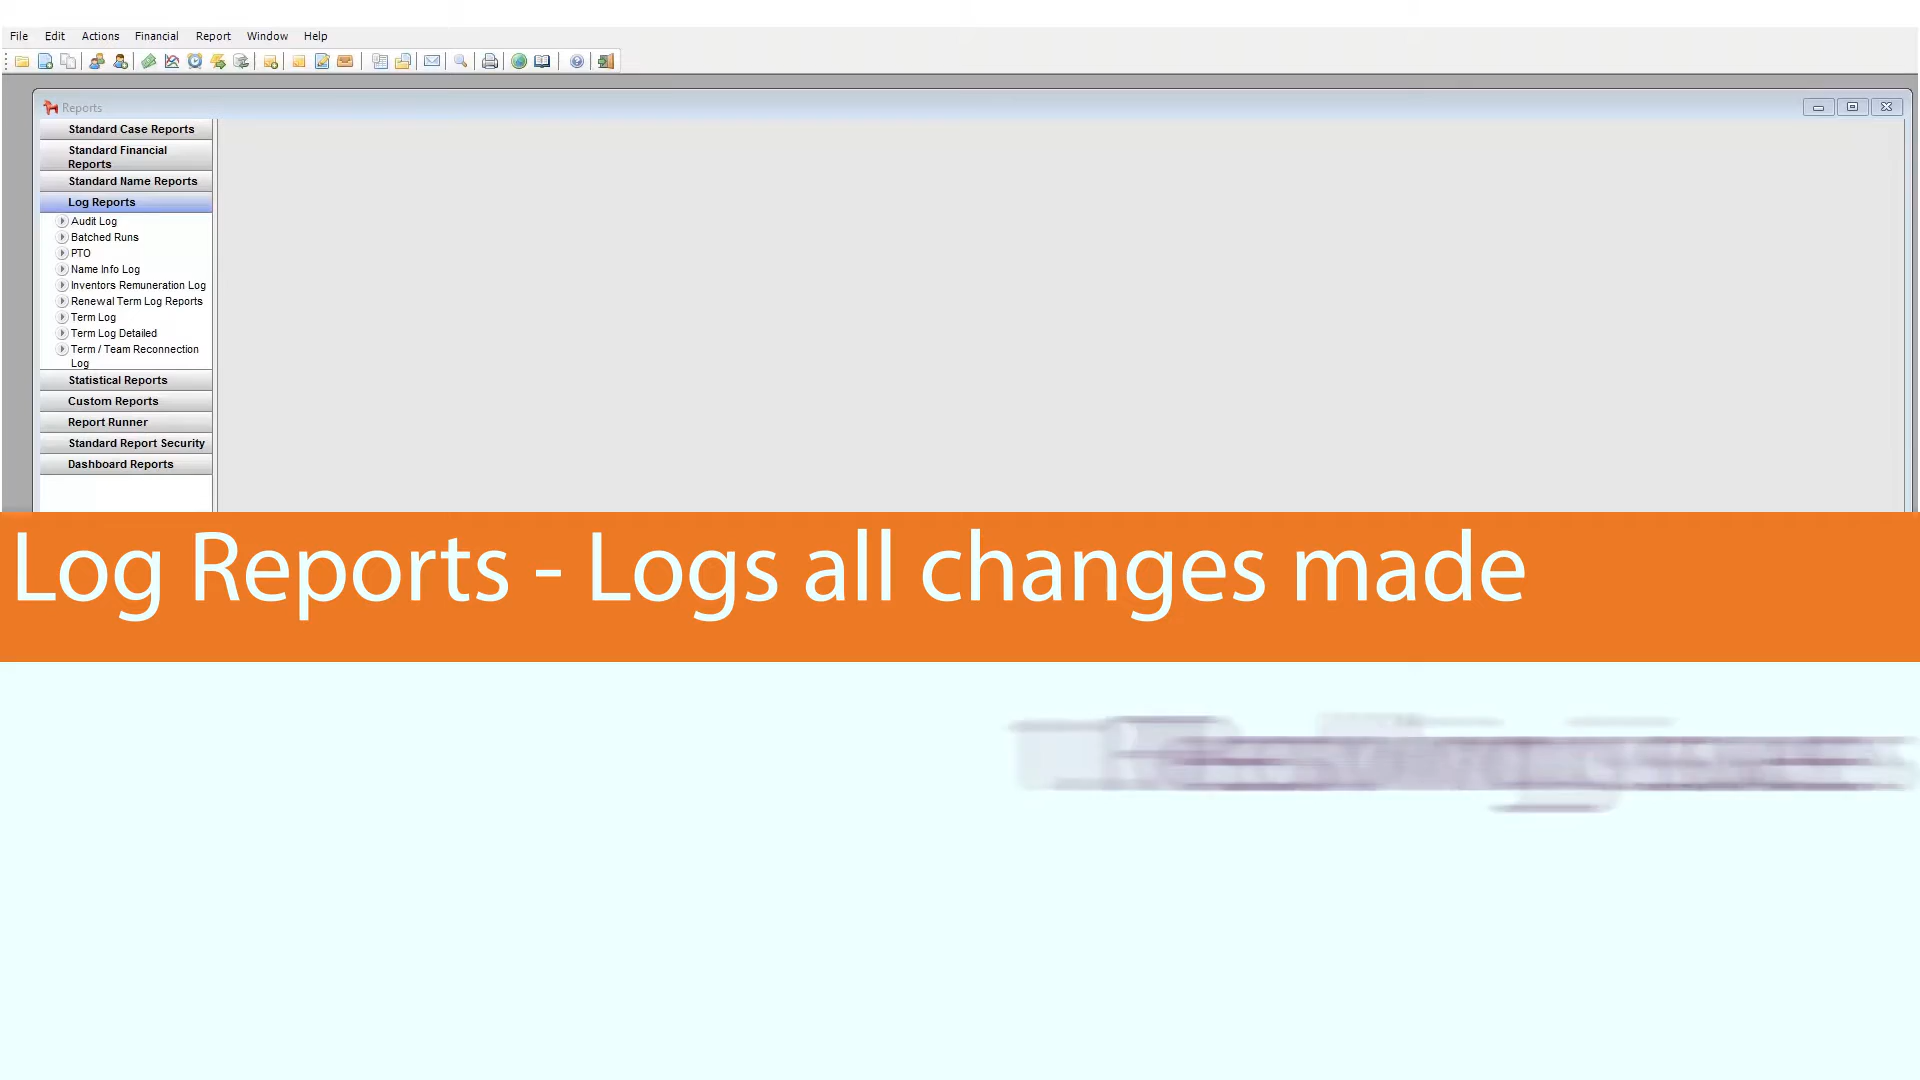 File Edit Actions Financial Report Window Help
Reports
Standard Case Reports
Standard Financial
Reports
Standard Name Reports
Log Reports
Audit Log
Batched Runs
PTO
Name Info Log
Inventors Remuneration Log
Renewal Term Log Reports
Term Log
Term Log Detailed
Term / Team Reconnection
Log
Statistical Reports
Custom Reports
Report Runner
Standard Report Security
Dashboard Reports
Log Reports - Logs all changes made